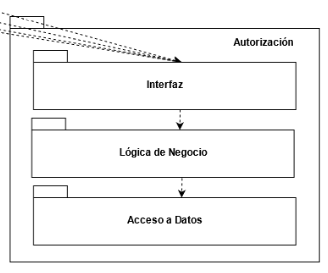 Autorización
Interfaz
Lógica de Negocio
Acceso a Datos